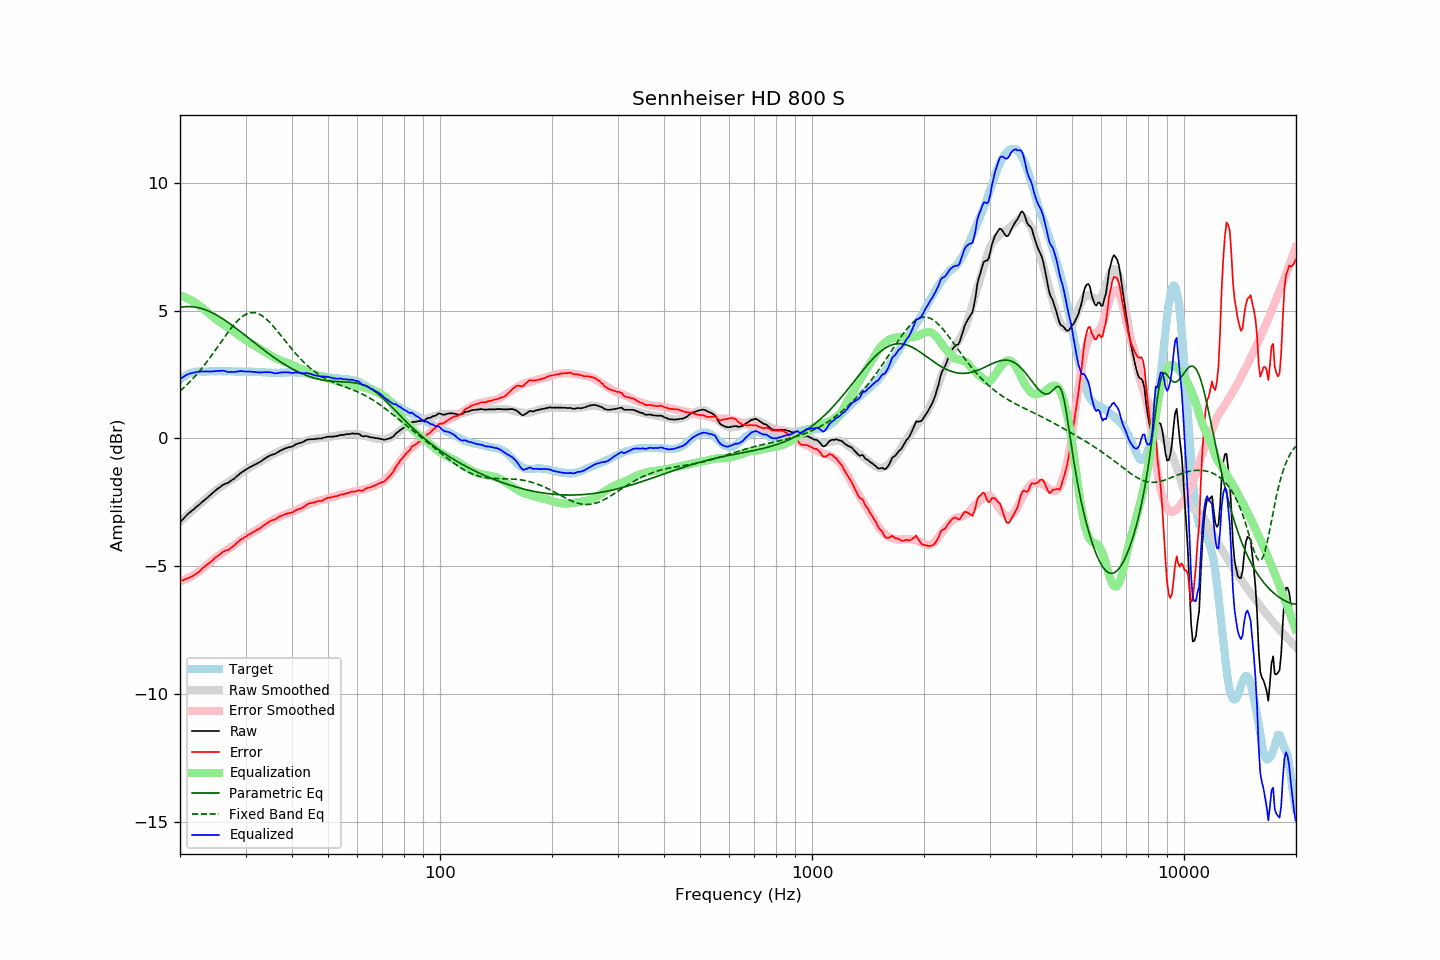 Sennheiser HD 800 S
10
5
0
−5
−10
−15
Amplitude (dBr)
Target
Raw Smoothed
Error Smoothed
Raw
Error
Equalization
Parametric Eq
Fixed Band Eq
Equalized
100
1000
10000
Frequency (Hz)